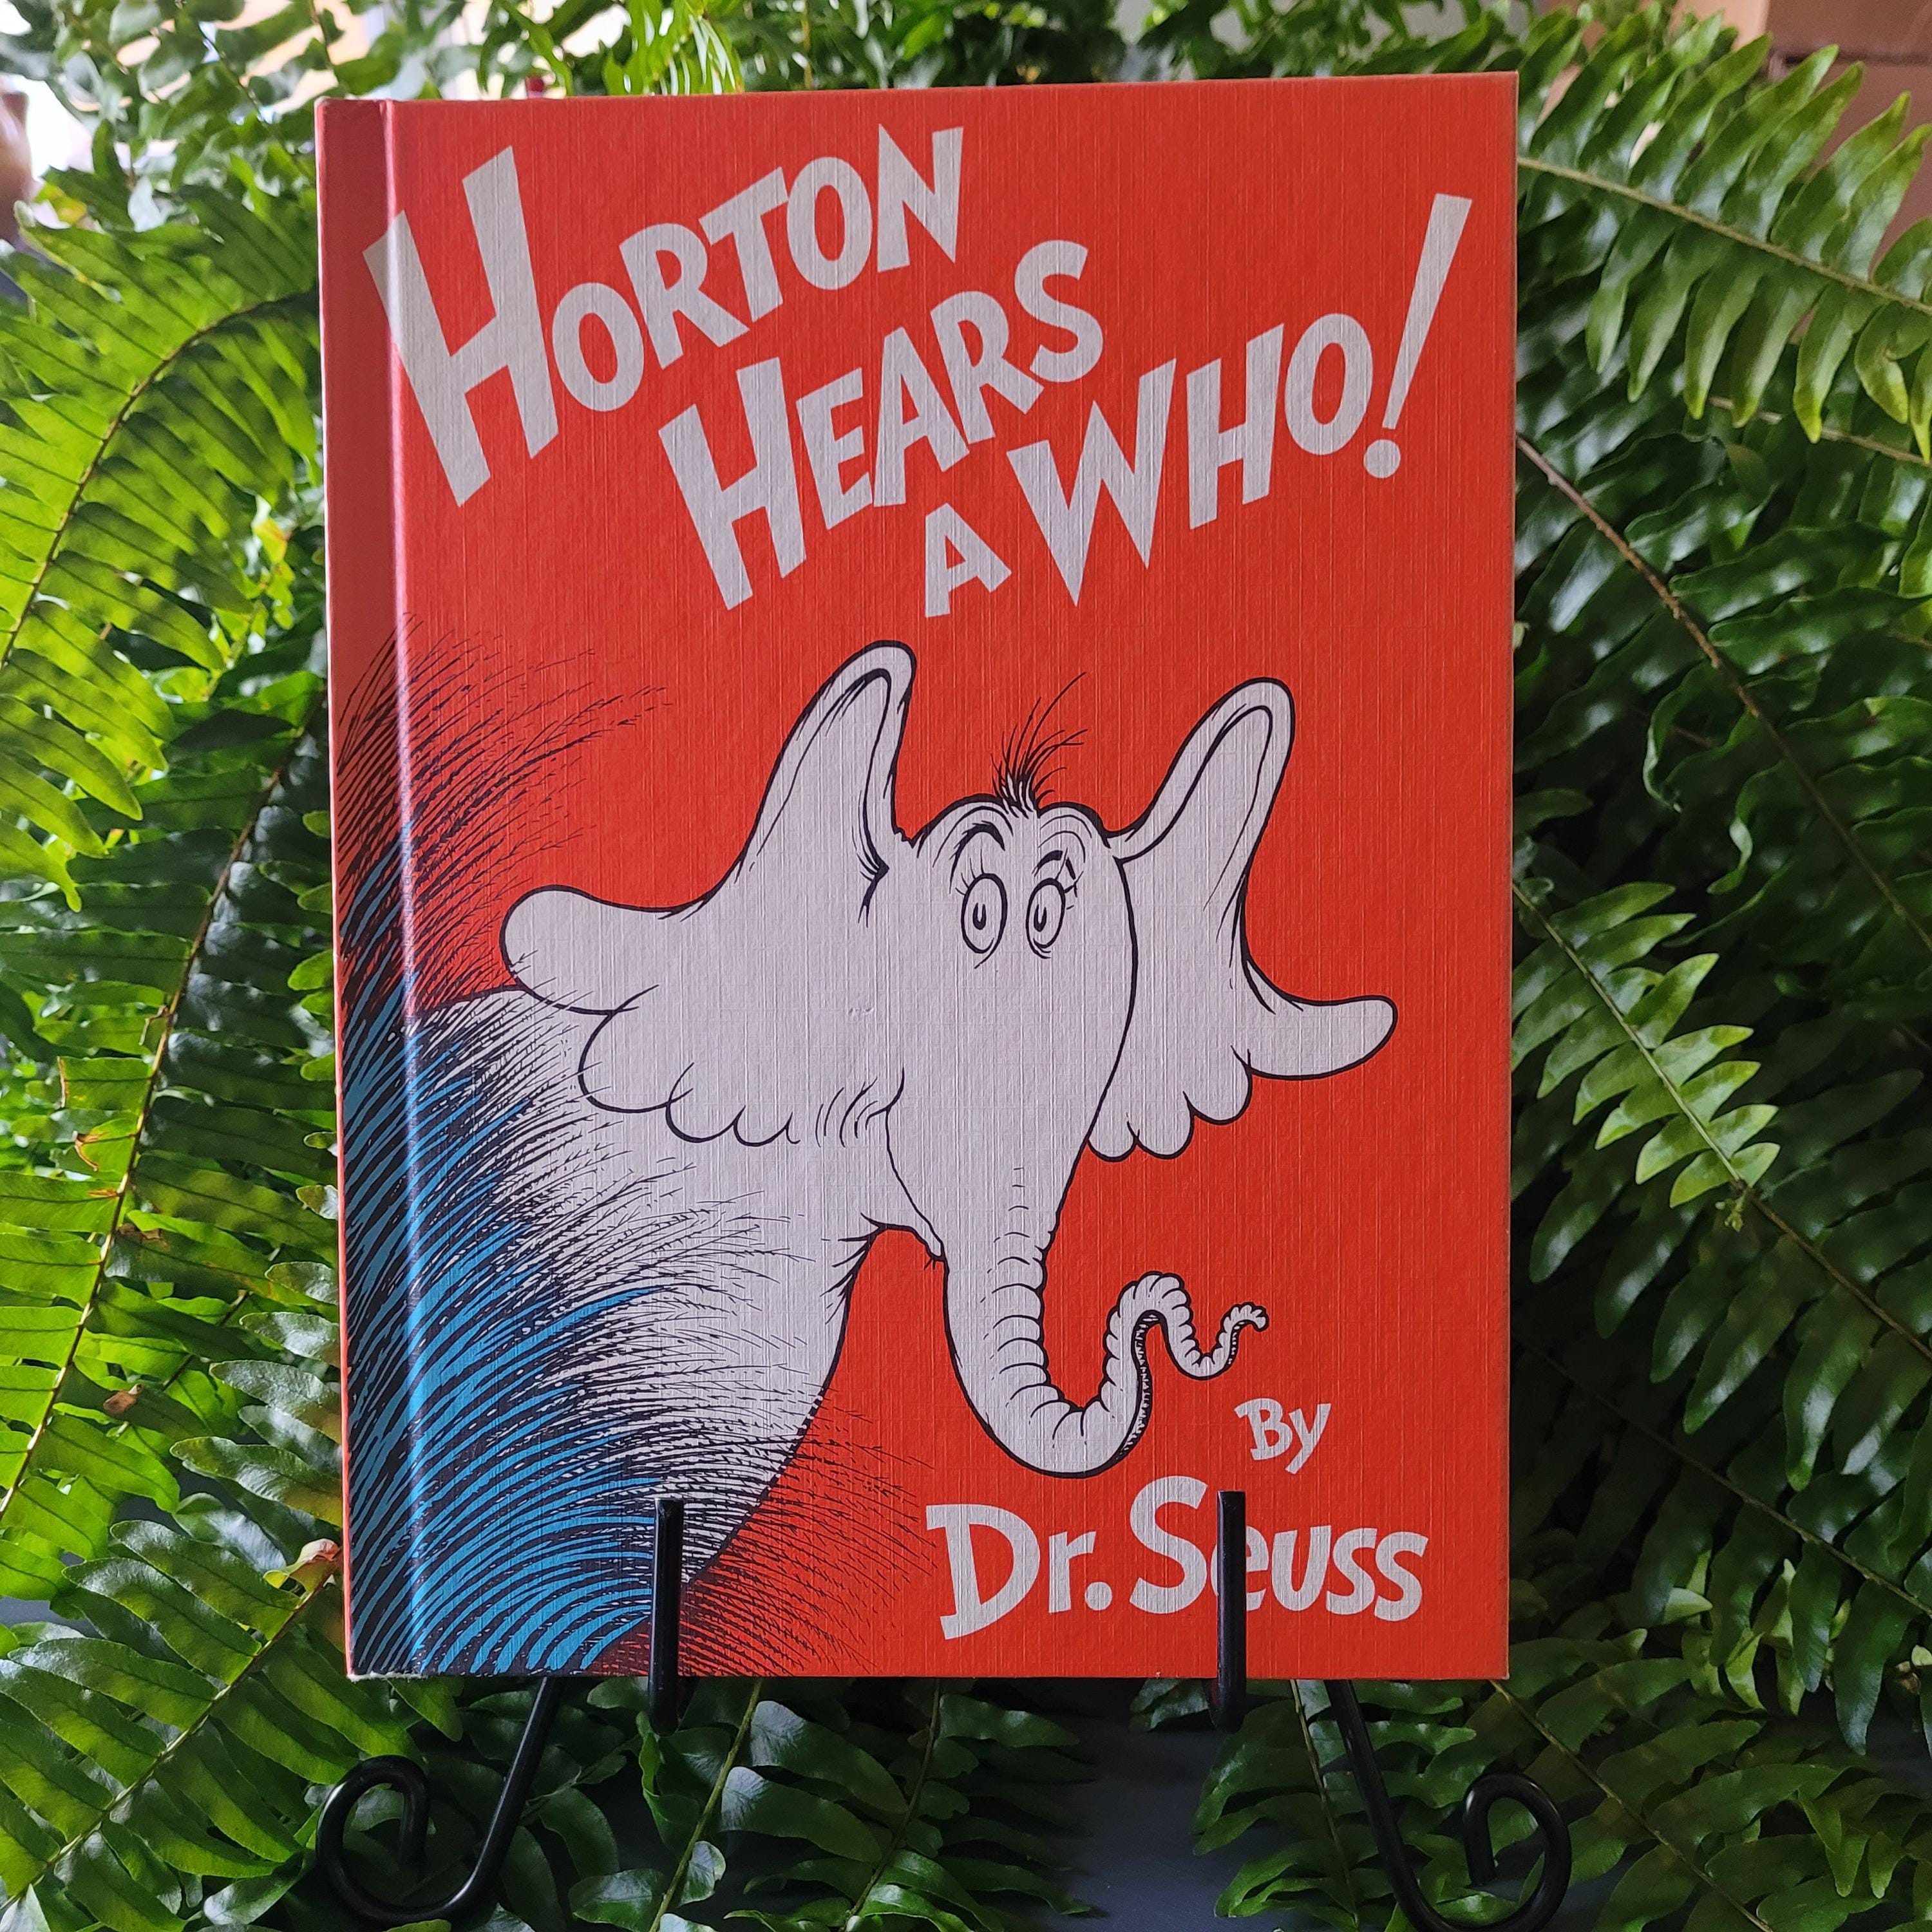 HORTON
HEARS
A WHO!
By
Dr. Seuss